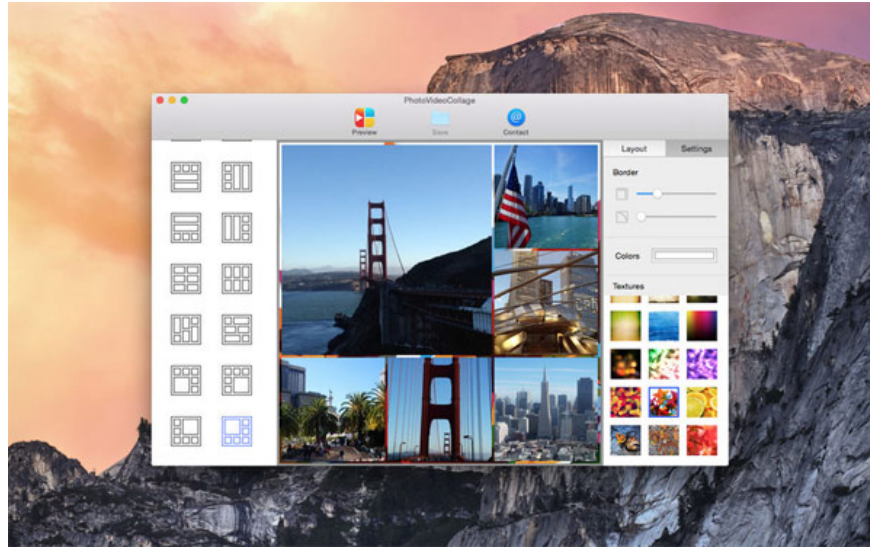 PhotoVideoCollage
Preview
Save
Contact
Layout
Settings
Border
Colors
Textures